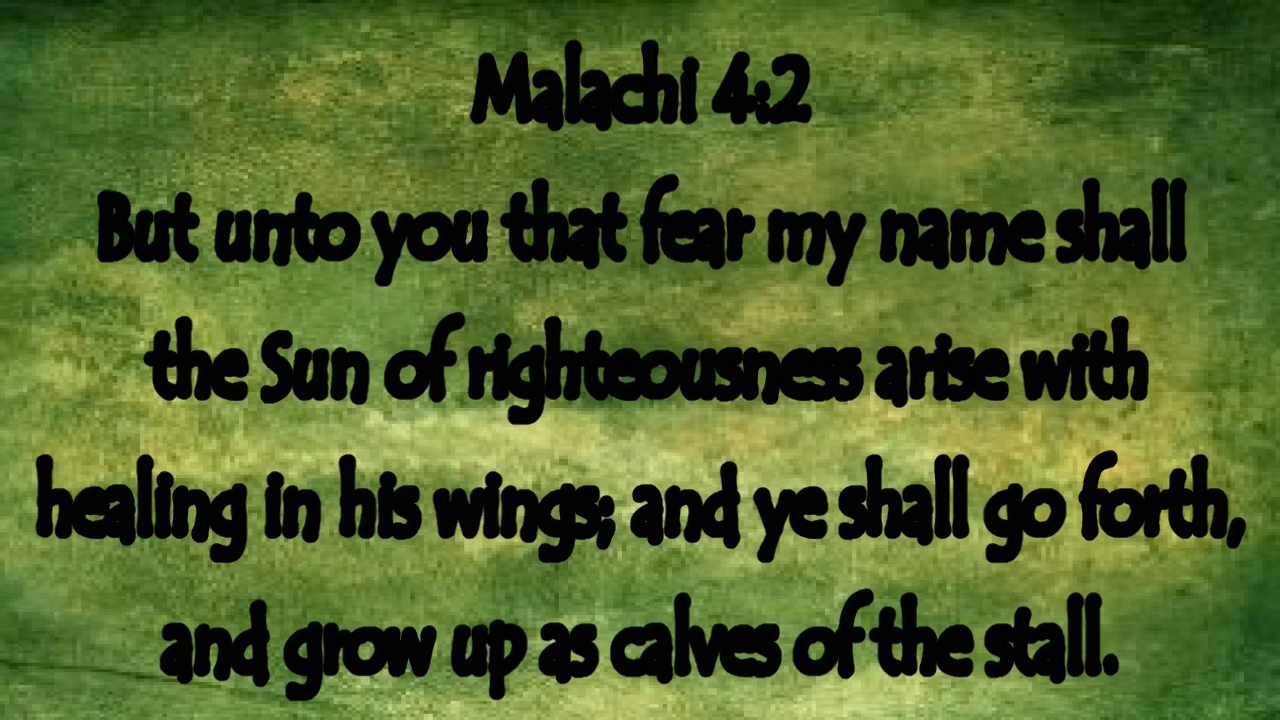 Malachi 4:2
But unto you that fear my name shall
the Sun of righteousness arise with
healing in his wings; and ye shall go forth,
and grow up as calves of the stall.